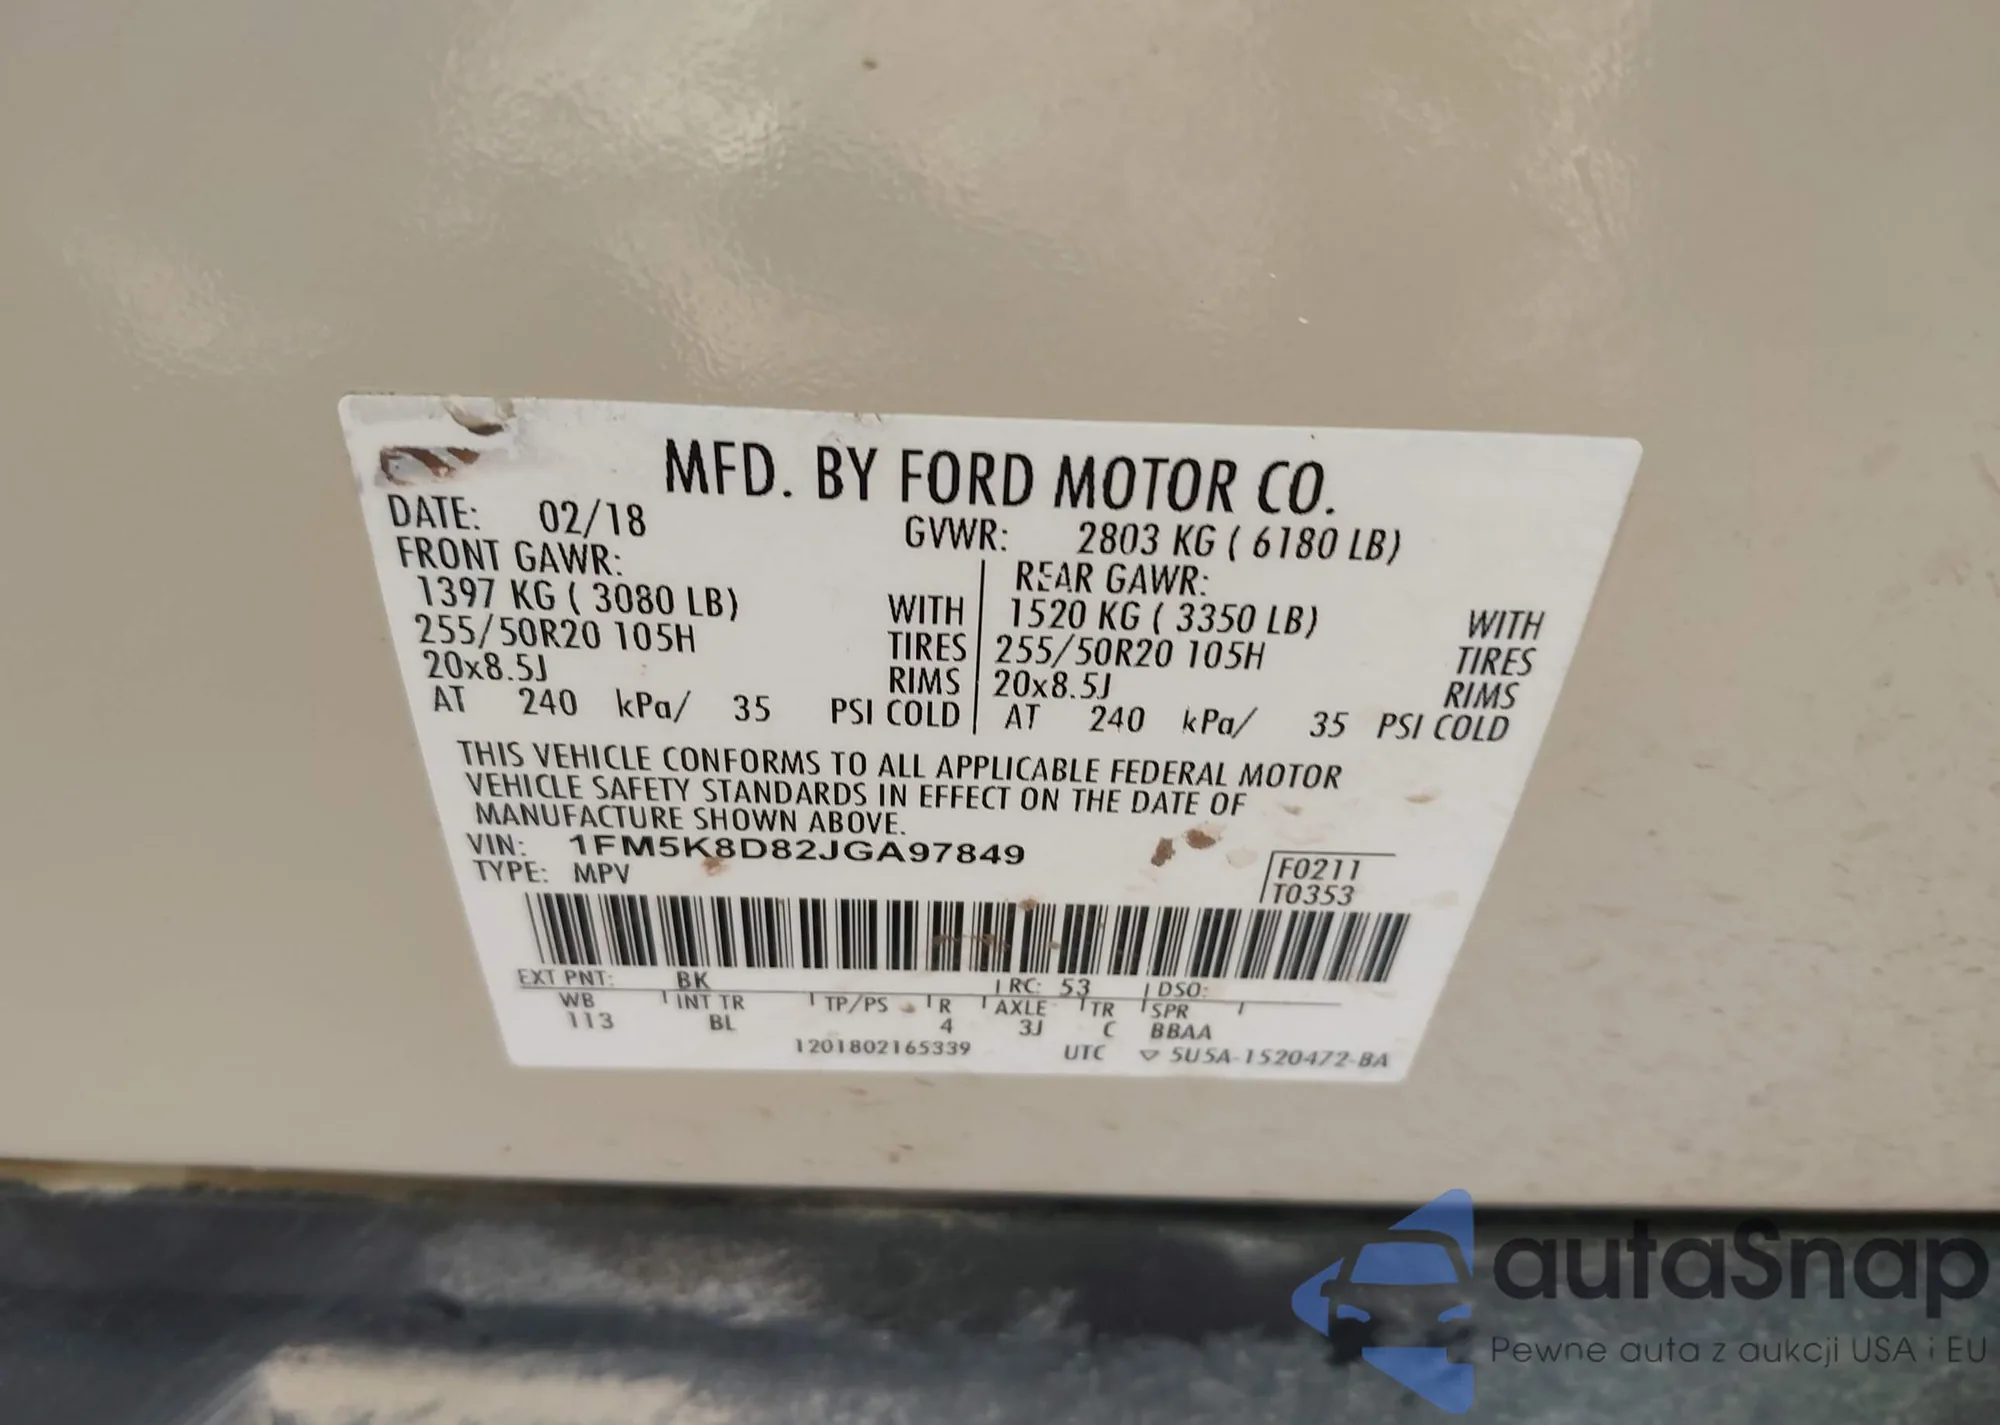 MFD. BY FORD MOTOR CO.
DATE: 02/18 GVWR: 2803 KG ( 6180 LB)
FRONT GAWR: REAR GAWR:
1397 KG ( 3080 LB) WITH 1520 KG ( 3350 LB) WITH
255/50R20 105H TIRES 255/50R20 105H TIRES
20x8.5J RIMS 20x8.5J RIMS
AT 240 kPa/ 35 PSI COLD AT 240 kPa/ 35 PSI COLD
THIS VEHICLE CONFORMS TO ALL APPLICABLE FEDERAL MOTOR
VEHICLE SAFETY STANDARDS IN EFFECT ON THE DATE OF
MANUFACTURE SHOWN ABOVE.
VIN: 1FM5K8D82JGA97849
TYPE: MPV
F0211
T0353
EXT PNT: BK RC: 53 DSO:
WB INT TR TP/PS R AXLE TR SPR
113 BL 4 3J C BBAA
1201802165339 UTC ▽ 5U5A-1520472-BA
autaSnap
Pewne auta z aukcji USA i EU